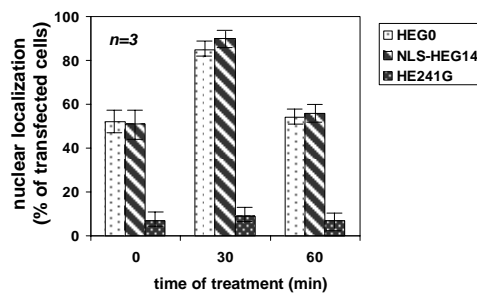 n=3
HEG0
NLS-HEG14
HE241G
nuclear localization
(% of transfected cells)
100
80
60
40
20
0
0 30 60
time of treatment (min)